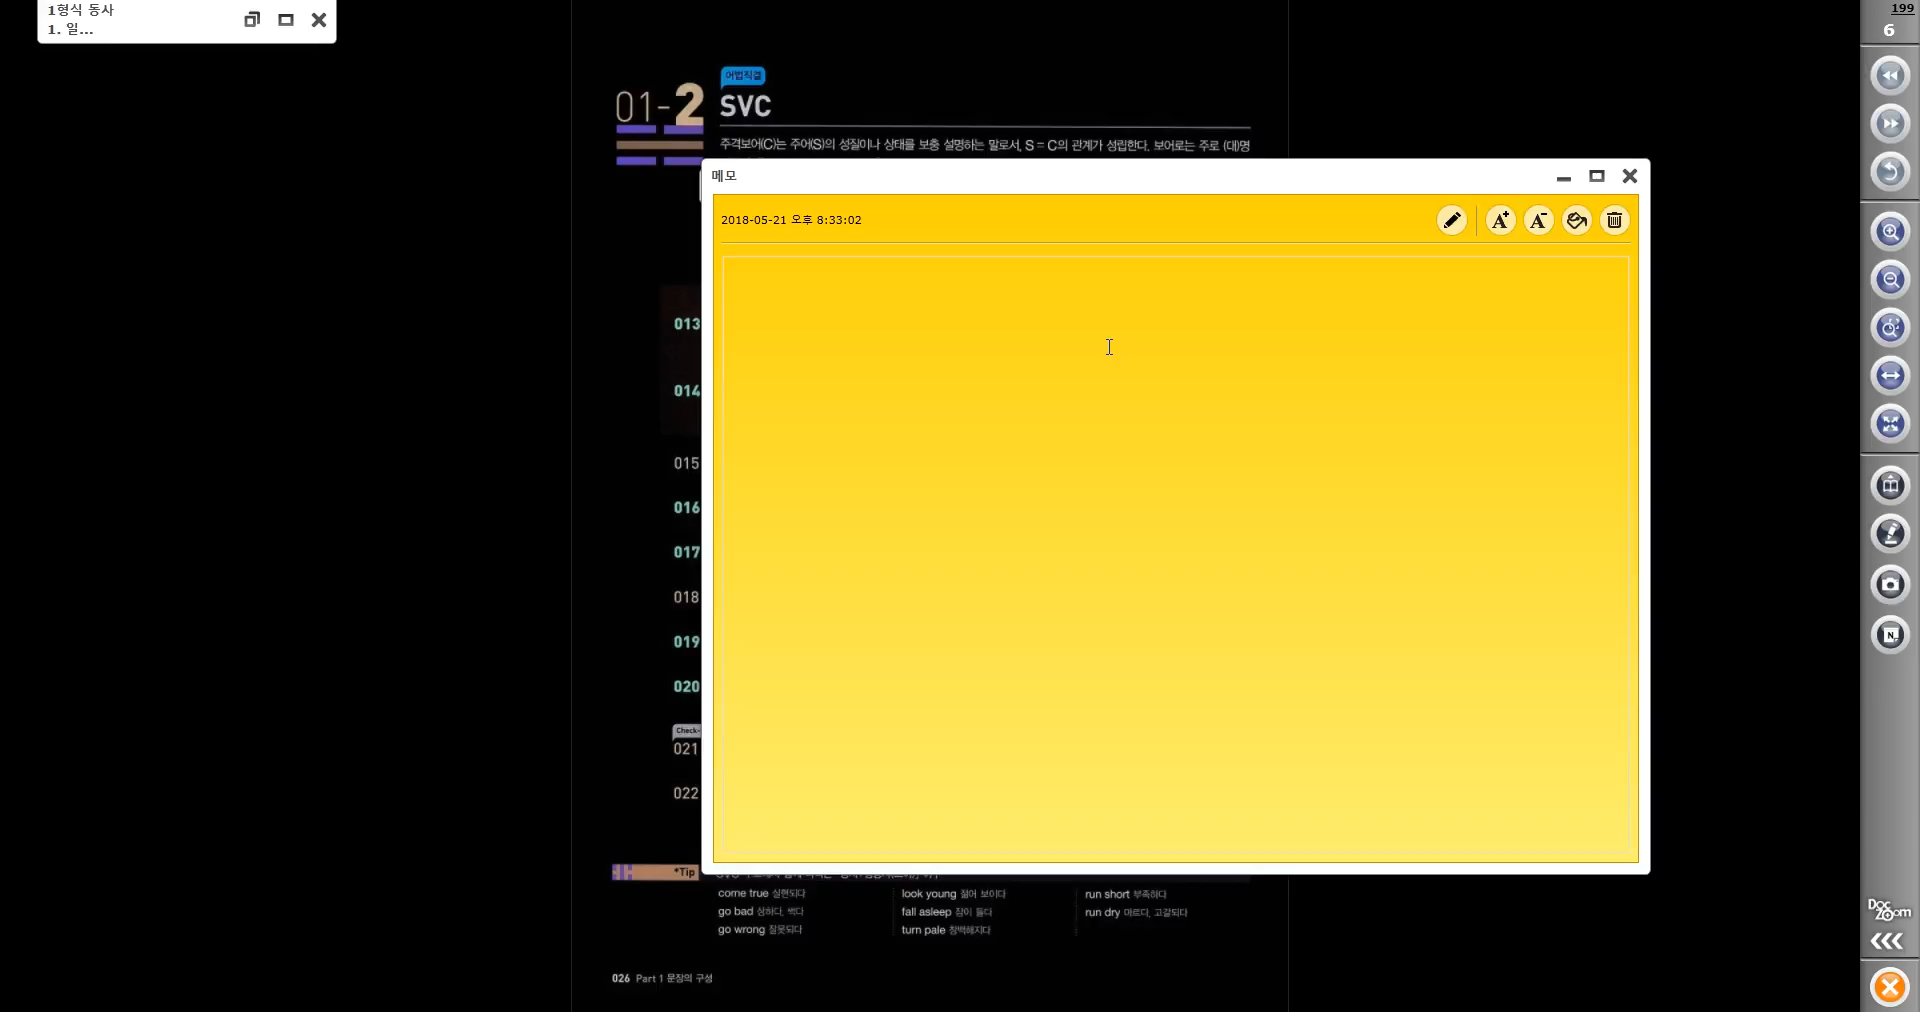 1형식 동사
1. 일...
199
6
어법직결
01-2
SVC
주격보어(C)는 주어(S)의 성질이나 상태를 보충 설명하는 말로서, S = C의 관계가 성립한다. 보어로는 주로 (대)명
메모
2018-05-21 오후 8:33:02
013
014
015
016
017
018
019
020
Check-
021
022
*Tip
come true 실현되다
look young 젊어 보이다
run short 부족하다
go bad 상하다, 썩다
fall asleep 잠이 들다
run dry 마르다, 고갈되다
go wrong 잘못되다
turn pale 창백해지다
026 Part 1 문장의 구성
Doc
Zoom